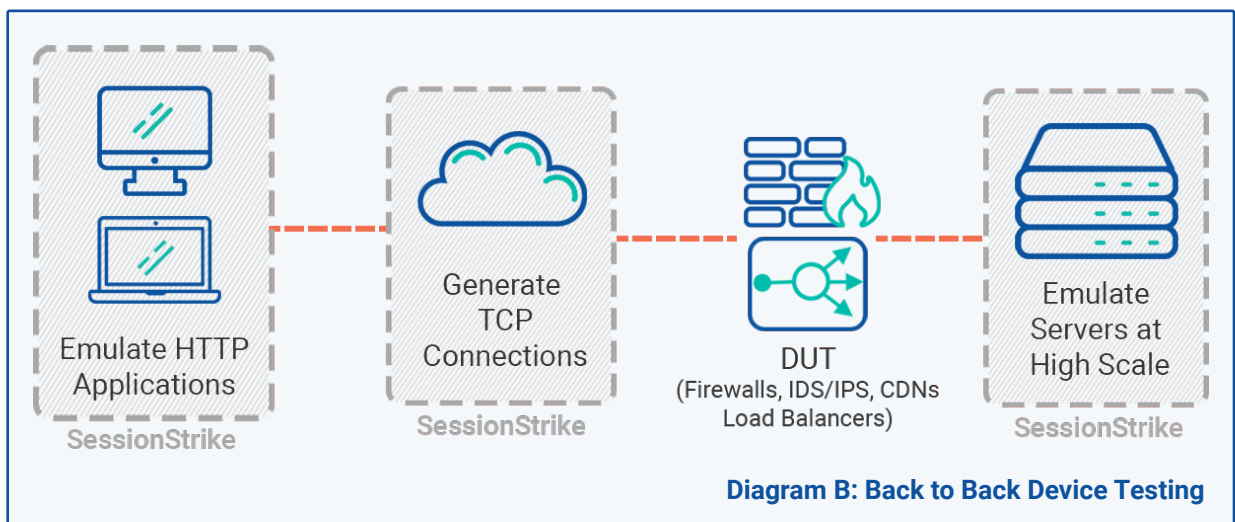 Emulate HTTP
Applications
SessionStrike
Generate
TCP
Connections
SessionStrike
DUT
(Firewalls, IDS/IPS, CDNs
Load Balancers)
Emulate
Servers at
High Scale
SessionStrike
Diagram B: Back to Back Device Testing